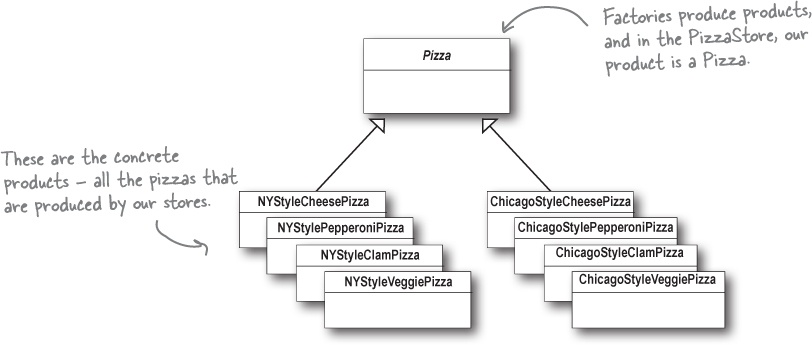 Factories produce products,
and in the PizzaStore, our
product is a Pizza.
Pizza
These are the concrete
products – all the pizzas that
are produced by our stores.
NYStyleCheesePizza
NYStylePepperoniPizza
NYStyleClamPizza
NYStyleVeggiePizza
ChicagoStyleCheesePizza
ChicagoStylePepperoniPizza
ChicagoStyleClamPizza
ChicagoStyleVeggiePizza